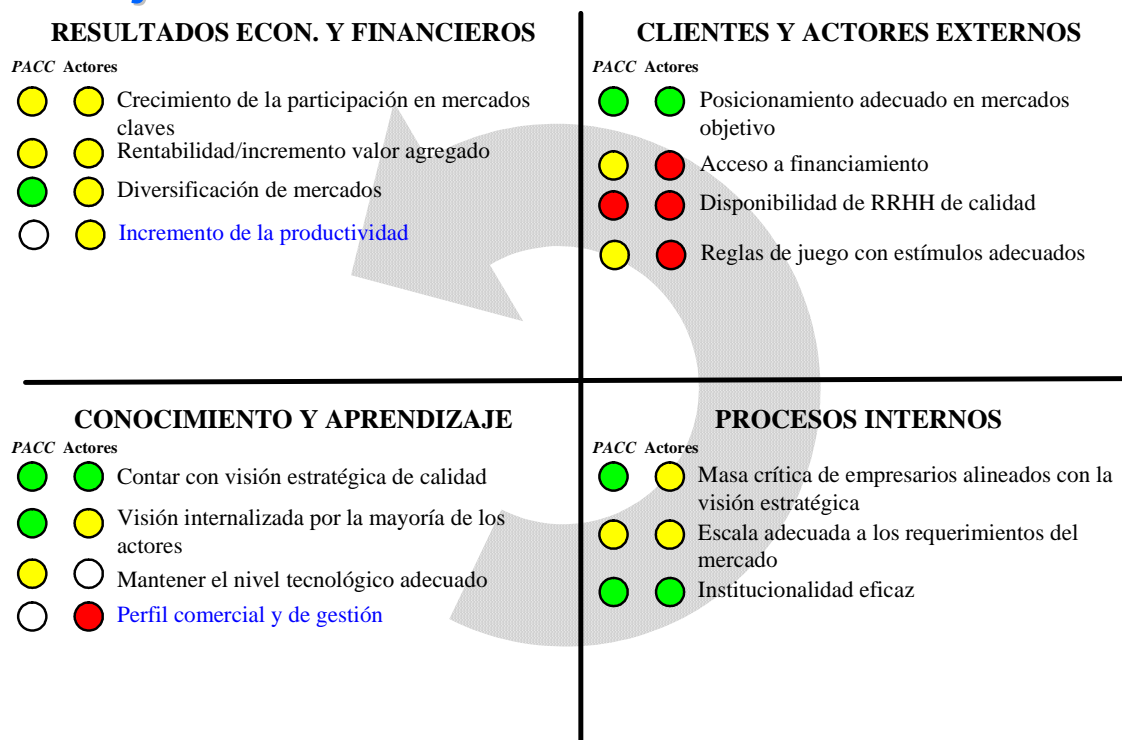 RESULTADOS ECON. Y FINANCIEROS
PACC Actores
Crecimiento de la participación en mercados
claves
Rentabilidad/incremento valor agregado
Diversificación de mercados
Incremento de la productividad
CLIENTES Y ACTORES EXTERNOS
PACC Actores
Posicionamiento adecuado en mercados
objetivo
Acceso a financiamiento
Disponibilidad de RRHH de calidad
Reglas de juego con estímulos adecuados
CONOCIMIENTO Y APRENDIZAJE
PACC Actores
Contar con visión estratégica de calidad
Visión internalizada por la mayoría de los
actores
Mantener el nivel tecnológico adecuado
Perfil comercial y de gestión
PROCESOS INTERNOS
PACC Actores
Masa crítica de empresarios alineados con la
visión estratégica
Escala adecuada a los requerimientos del
mercado
Institucionalidad eficaz